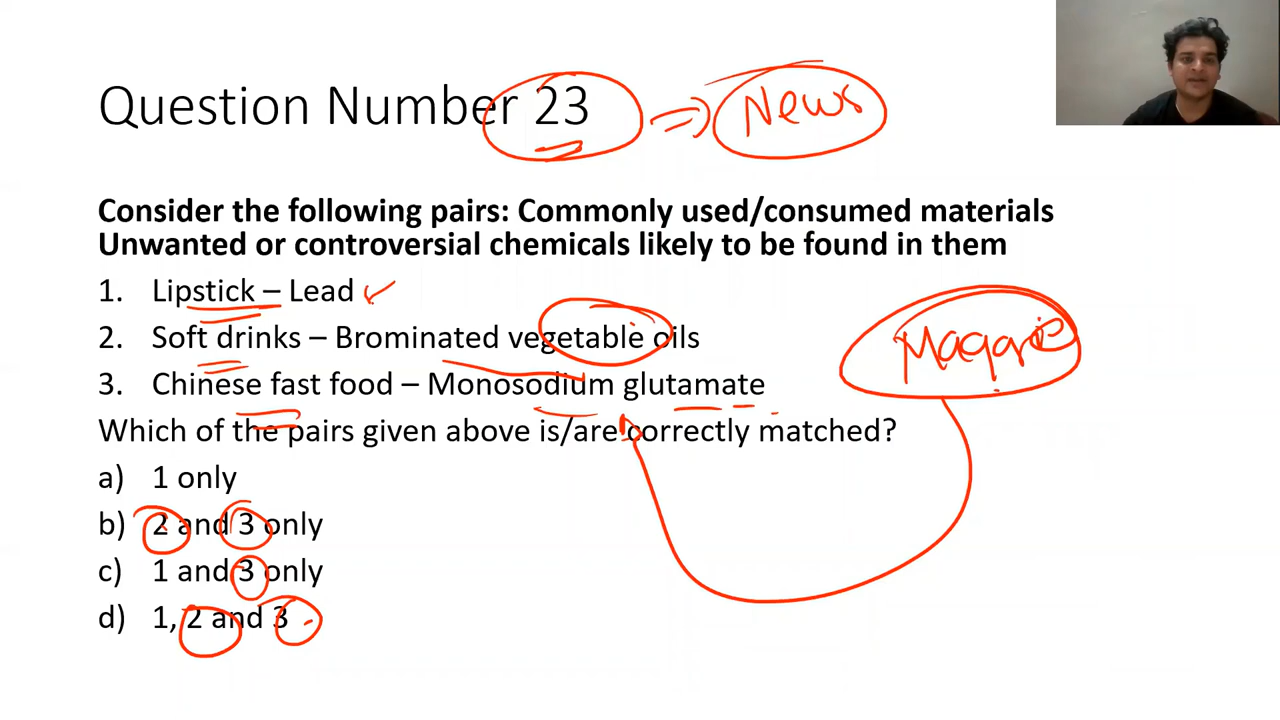 Question Number 23 => News
Consider the following pairs: Commonly used/consumed materials
Unwanted or controversial chemicals likely to be found in them
1. Lipstick – Lead ✓
2. Soft drinks – Brominated vegetable oils
Maggie
3. Chinese fast food – Monosodium glutamate
Which of the pairs given above is/are correctly matched?
a) 1 only
b) 2 and 3 only
c) 1 and 3 only
d) 1, 2 and 3